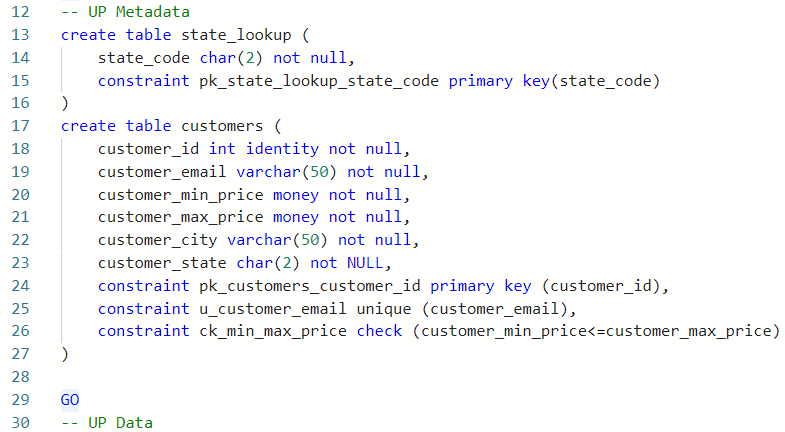 12 -- UP Metadata
13 create table state_lookup (
14 state_code char(2) not null,
15 constraint pk_state_lookup_state_code primary key(state_code)
16 )
17 create table customers (
18 customer_id int identity not null,
19 customer_email varchar(50) not null,
20 customer_min_price money not null,
21 customer_max_price money not null,
22 customer_city varchar(50) not null,
23 customer_state char(2) not NULL,
24 constraint pk_customers_customer_id primary key (customer_id),
25 constraint u_customer_email unique (customer_email),
26 constraint ck_min_max_price check (customer_min_price<=customer_max_price)
27 )
28
29 GO
30 -- UP Data